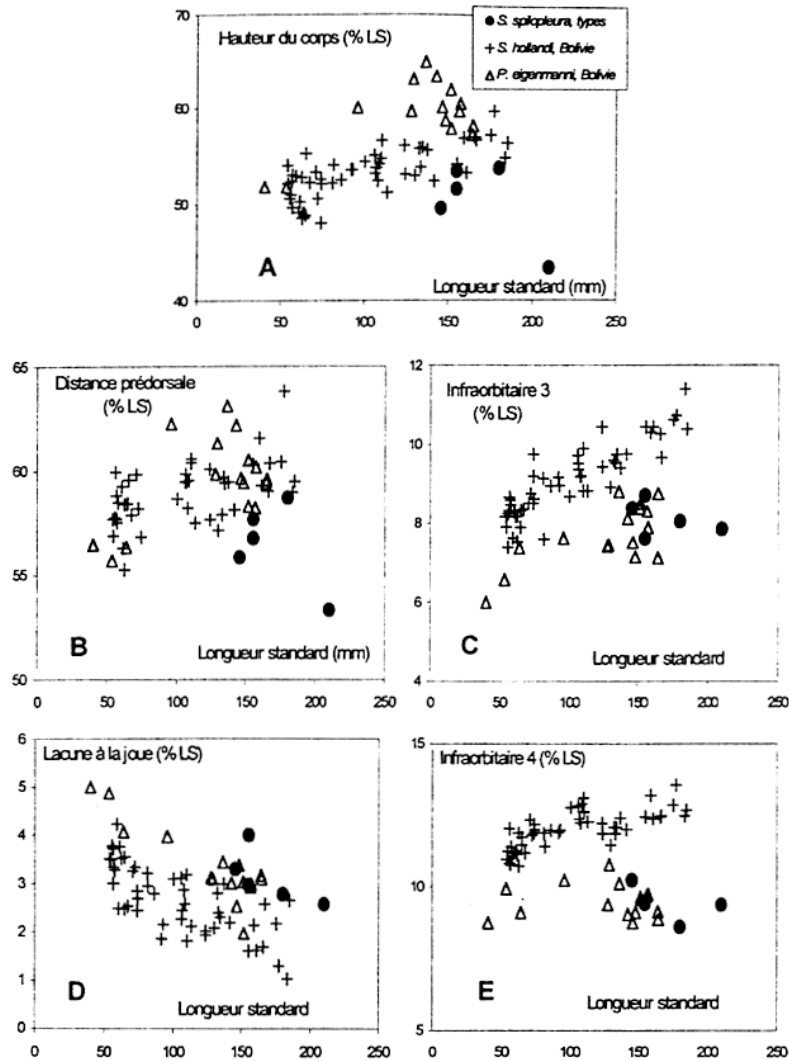 70
60
50
40
Hauteur du corps (% LS)
S. spilopleura, types
S. hollandi, Bolivie
P. eigenmanni, Bolivie
A
Longueur standard (mm)
0 50 100 150 200 250
65
60
55
50
Distance prédorsale
(% LS)
B
Longueur standard (mm)
0 50 100 150 200 250
12
10
8
6
4
Infraorbitaire 3
(% LS)
C
Longueur standard
0 50 100 150 200 250
6
5
4
3
2
1
0
Lacune à la joue (% LS)
D
Longueur standard
0 50 100 150 200 250
15
10
5
Infraorbitaire 4 (% LS)
E
Longueur standard
0 50 100 150 200 250